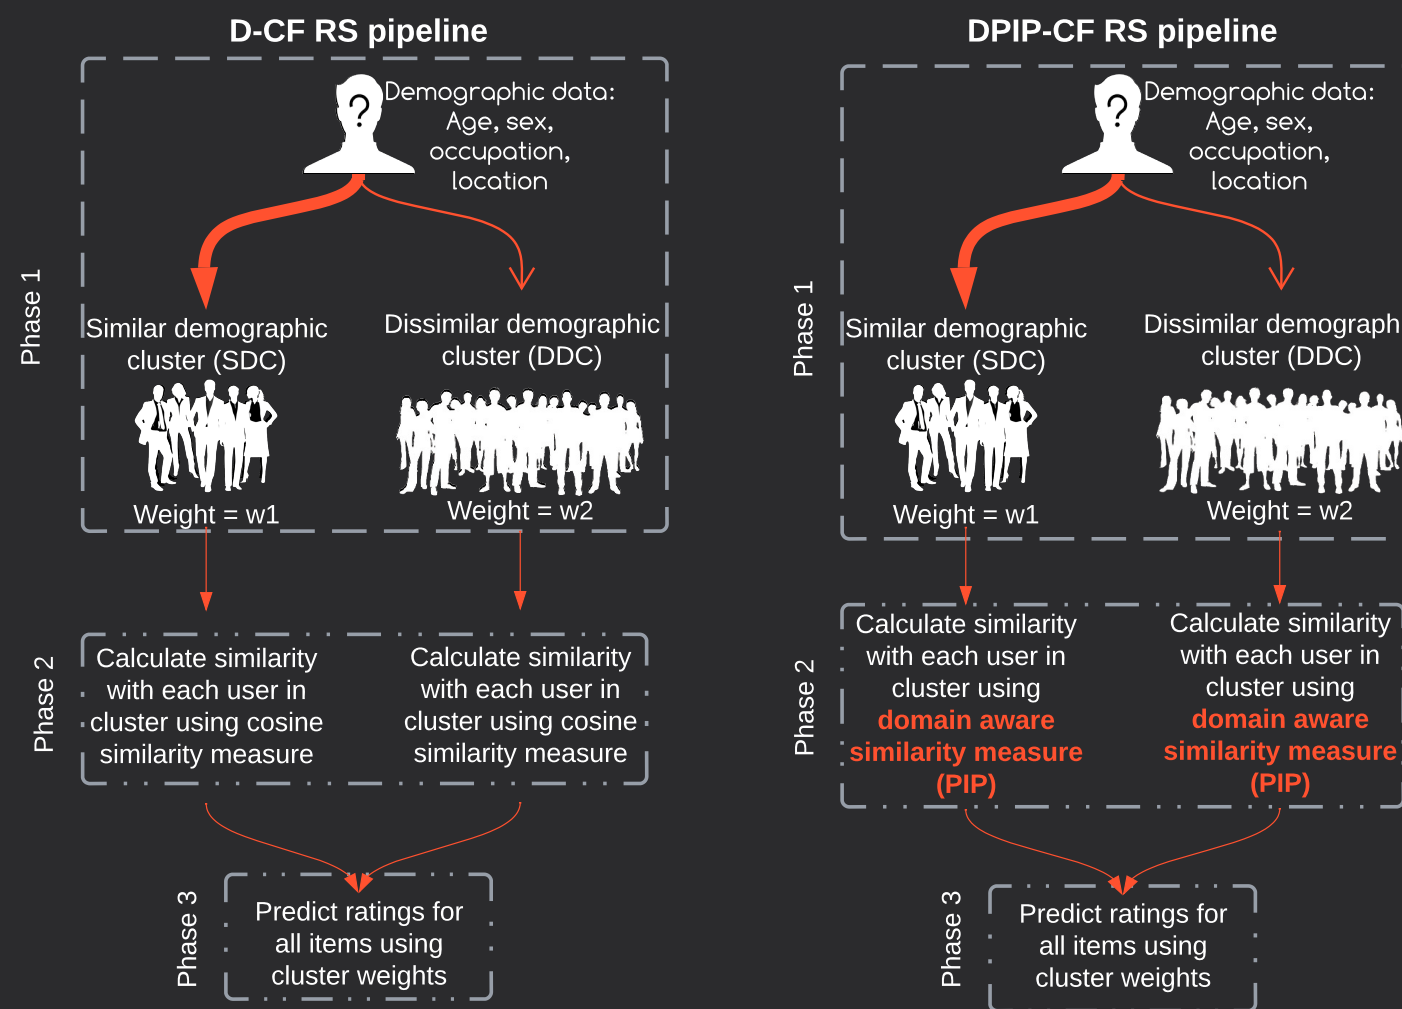 D-CF RS pipeline
?
Demographic data:
Age, sex,
occupation,
location
Phase 1
Similar demographic
cluster (SDC)
Dissimilar demographic
cluster (DDC)
Weight = w1
Weight = w2
Phase 2
Calculate similarity
with each user in
cluster using cosine
similarity measure
Calculate similarity
with each user in
cluster using cosine
similarity measure
Phase 3
Predict ratings for
all items using
cluster weights
DPIP-CF RS pipeline
?
Demographic data:
Age, sex,
occupation,
location
Phase 1
Similar demographic
cluster (SDC)
Dissimilar demograph
cluster (DDC)
Weight = w1
Weight = w2
Phase 2
Calculate similarity
with each user in
cluster using
domain aware
similarity measure
(PIP)
Calculate similarity
with each user in
cluster using
domain aware
similarity measure
(PIP)
Phase 3
Predict ratings for
all items using
cluster weights